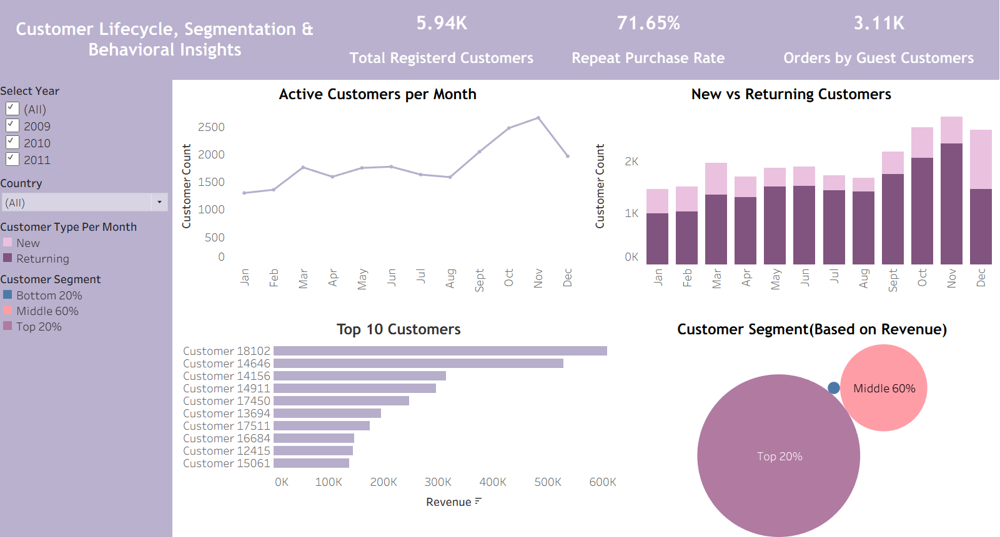 Customer Lifecycle, Segmentation &
Behavioral Insights
5.94K
Total Registerd Customers
71.65%
Repeat Purchase Rate
3.11K
Orders by Guest Customers
Select Year
(All)
2009
2010
2011
Country
(All)
Customer Type Per Month
New
Returning
Customer Segment
Bottom 20%
Middle 60%
Top 20%
Active Customers per Month
Customer Count
2500
2000
1500
1000
500
0
Jan
Feb
Mar
Apr
May
Jun
Jul
Aug
Sept
Oct
Nov
Dec
New vs Returning Customers
Customer Count
2K
1K
0K
Jan
Feb
Mar
Apr
May
Jun
Jul
Aug
Sept
Oct
Nov
Dec
Top 10 Customers
Customer 18102
Customer 14646
Customer 14156
Customer 14911
Customer 17450
Customer 13694
Customer 17511
Customer 16684
Customer 12415
Customer 15061
0K 100K 200K 300K 400K 500K 600K
Revenue
Customer Segment(Based on Revenue)
Middle 60%
Top 20%